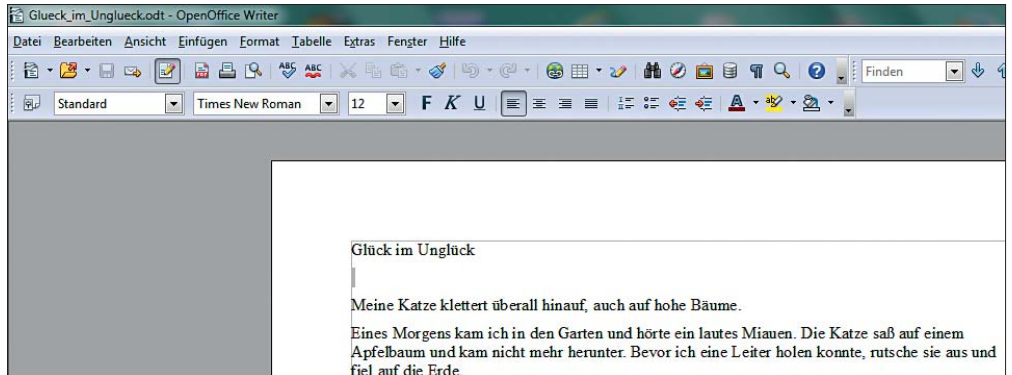 Glueck_im_Unglueck.odt - OpenOffice Writer
Datei Bearbeiten Ansicht Einfügen Format Tabelle Extras Fenster Hilfe
ABC ABC Finden
Standard Times New Roman 12 F K U A
Glück im Unglück
Meine Katze klettert überall hinauf, auch auf hohe Bäume.
Eines Morgens kam ich in den Garten und hörte ein lautes Miauen. Die Katze saß auf einem
Apfelbaum und kam nicht mehr herunter. Bevor ich eine Leiter holen konnte, rutsche sie aus und
fiel auf die Erde